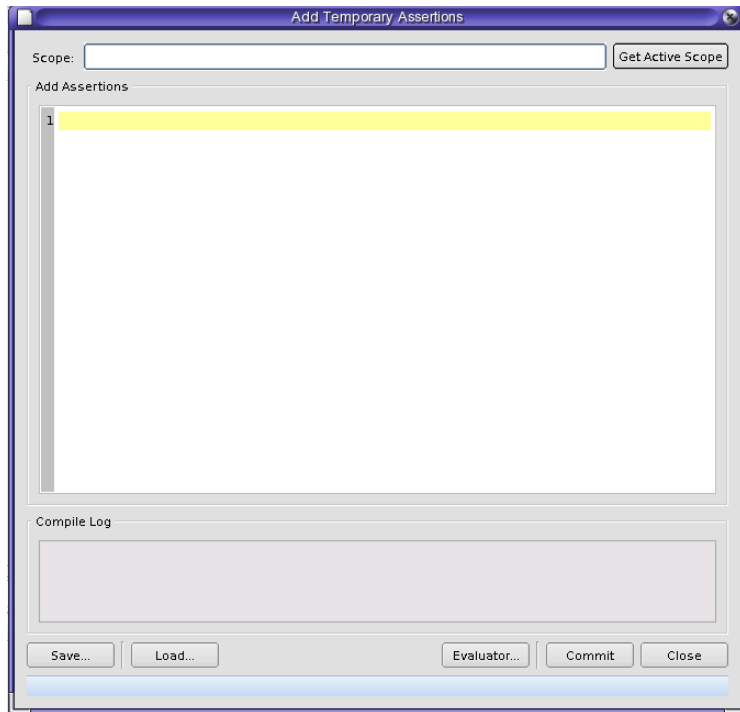 Add Temporary Assertions
Scope: Get Active Scope
Add Assertions
1
Compile Log
Save... Load... Evaluator... Commit Close